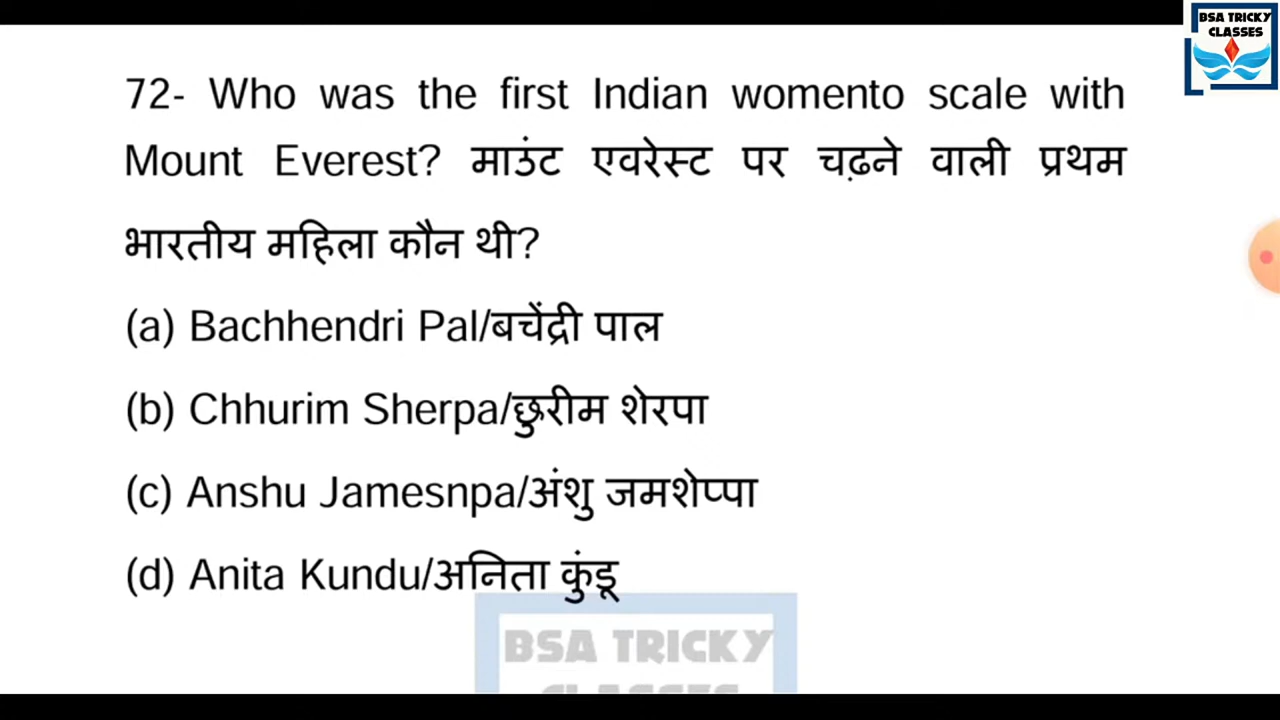 BSA TRICKY
CLASSES
72- Who was the first Indian womento scale with
Mount Everest? माउंट एवरेस्ट पर चढ़ने वाली प्रथम
भारतीय महिला कौन थी?
(a) Bachhendri Pal/बचेंद्री पाल
(b) Chhurim Sherpa/छुरीम शेरपा
(c) Anshu Jamesnpa/अंशु जमशेप्पा
(d) Anita Kundu/अनिता कुंडू
BSA TRICKY
CLASSES